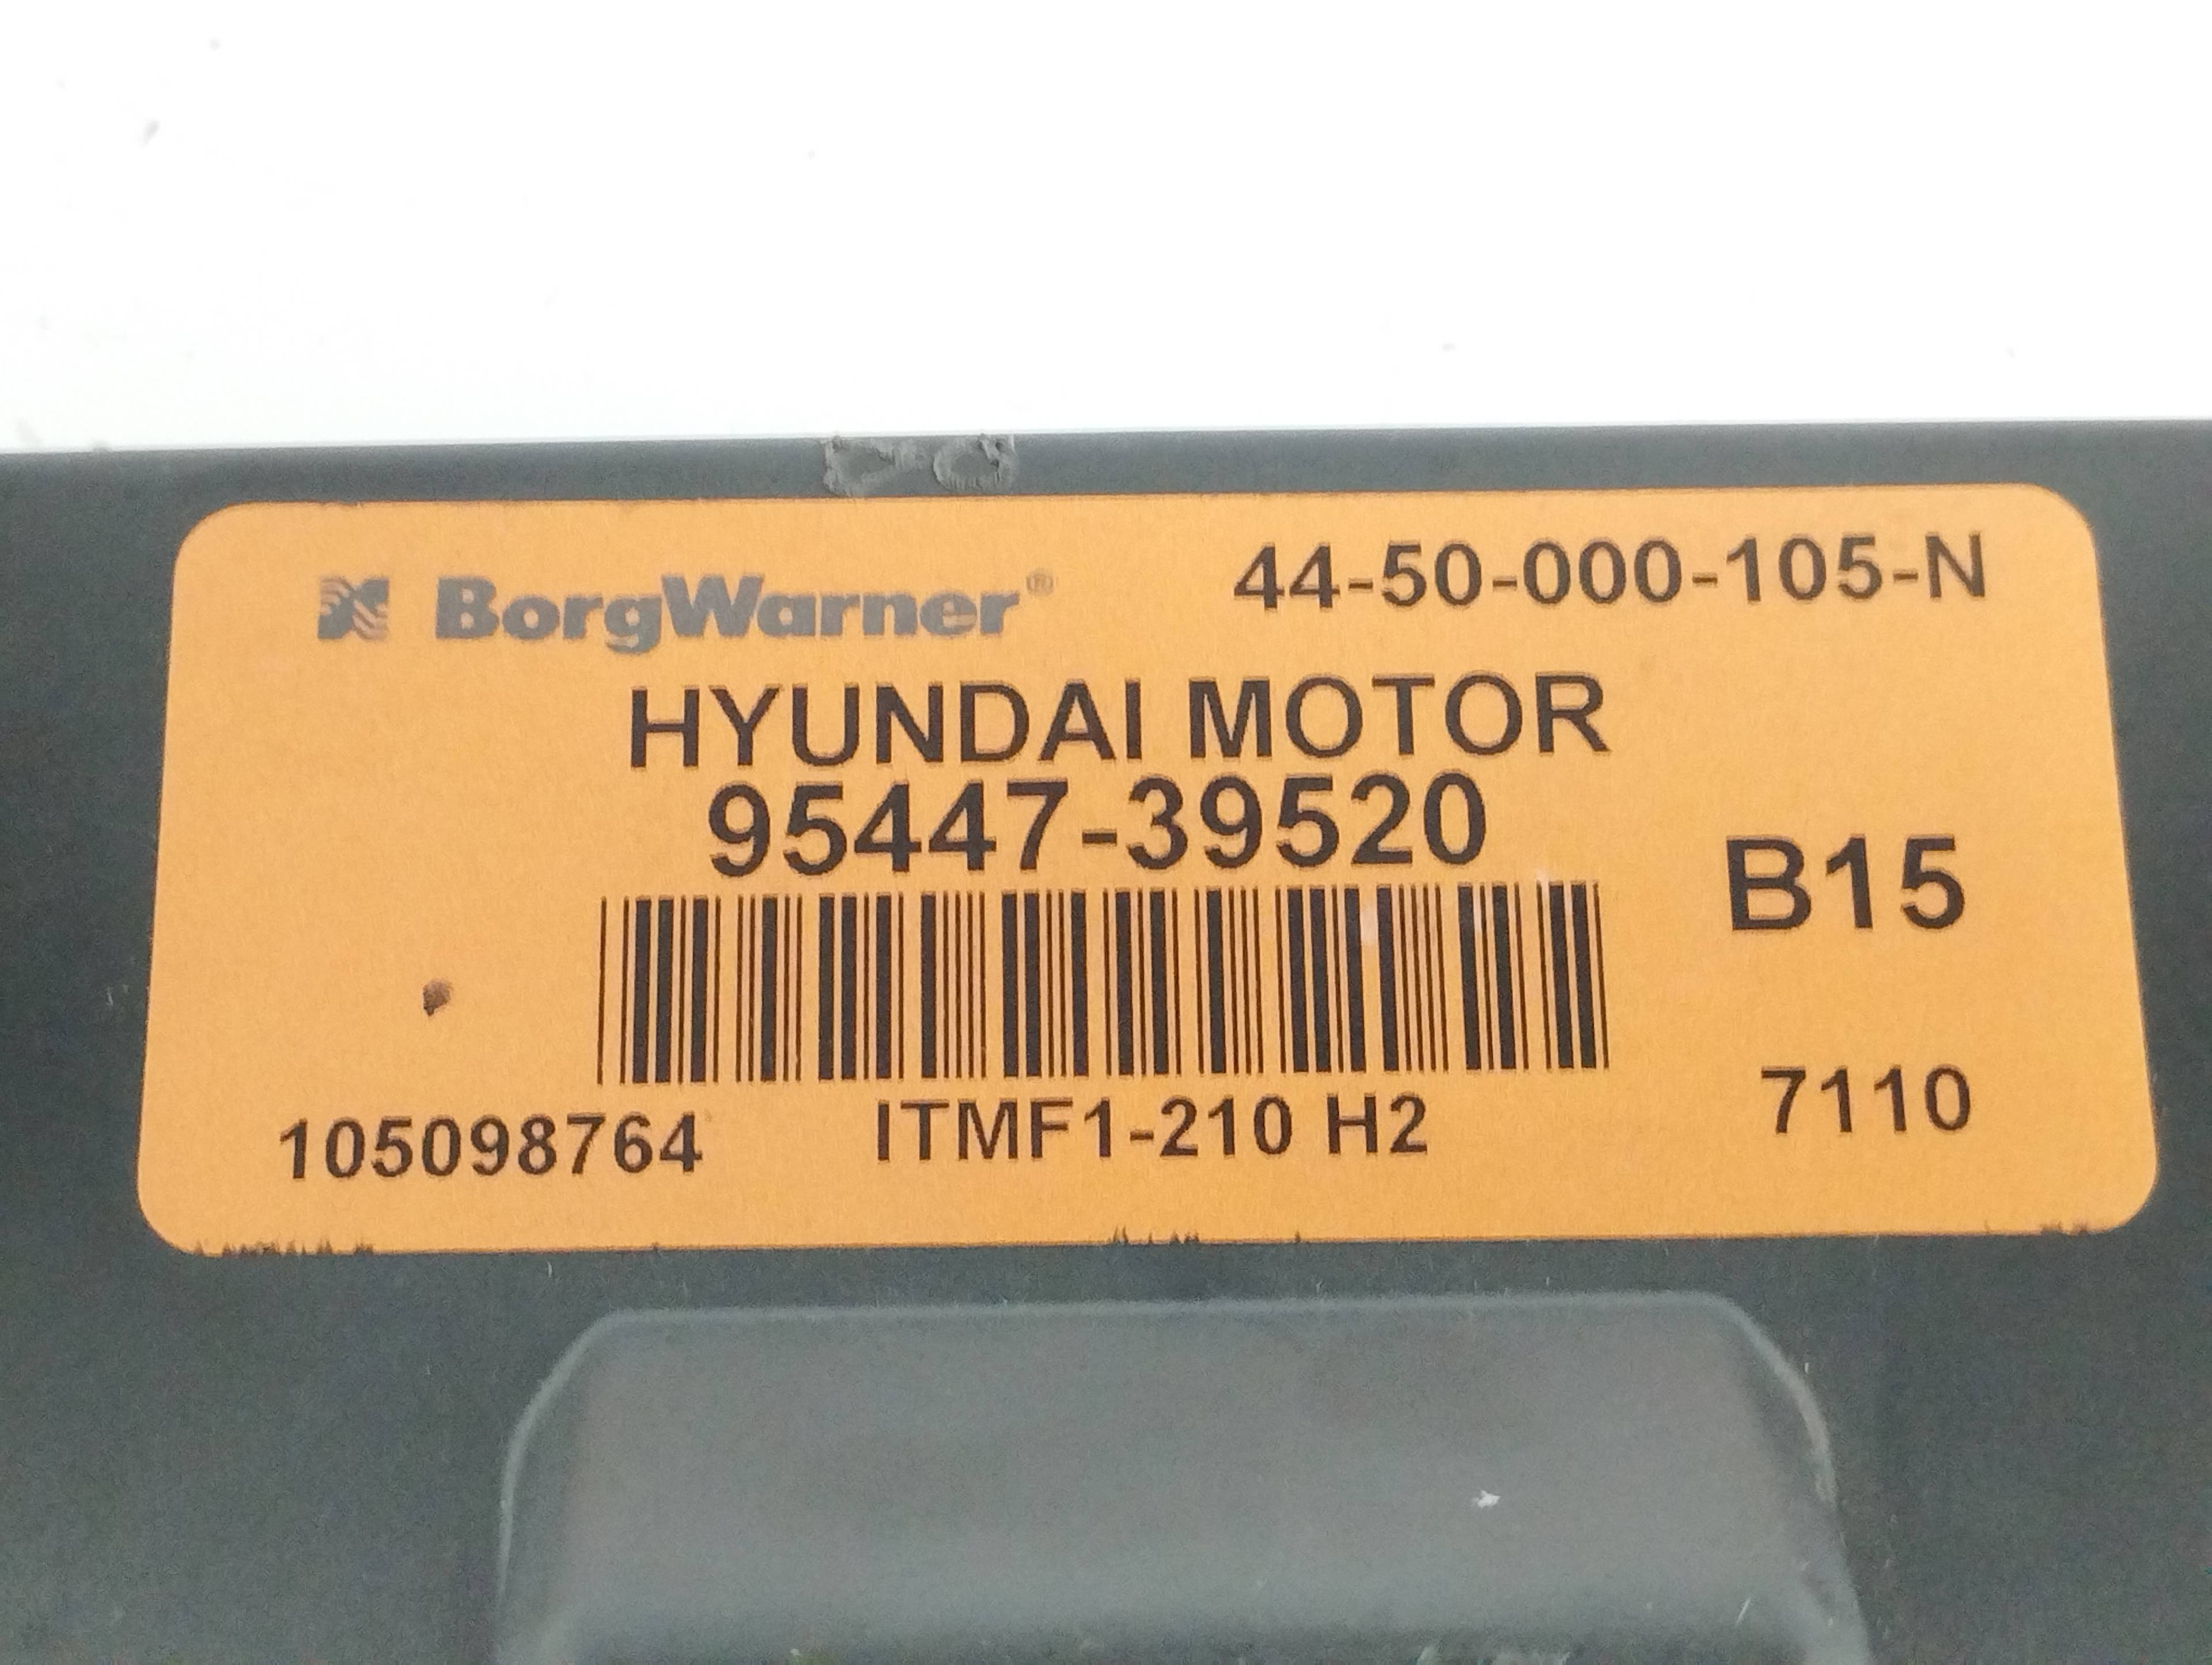 BorgWarner®
44-50-000-105-N
HYUNDAI MOTOR
95447-39520
B15
105098764
ITMF1-210 H2
7110